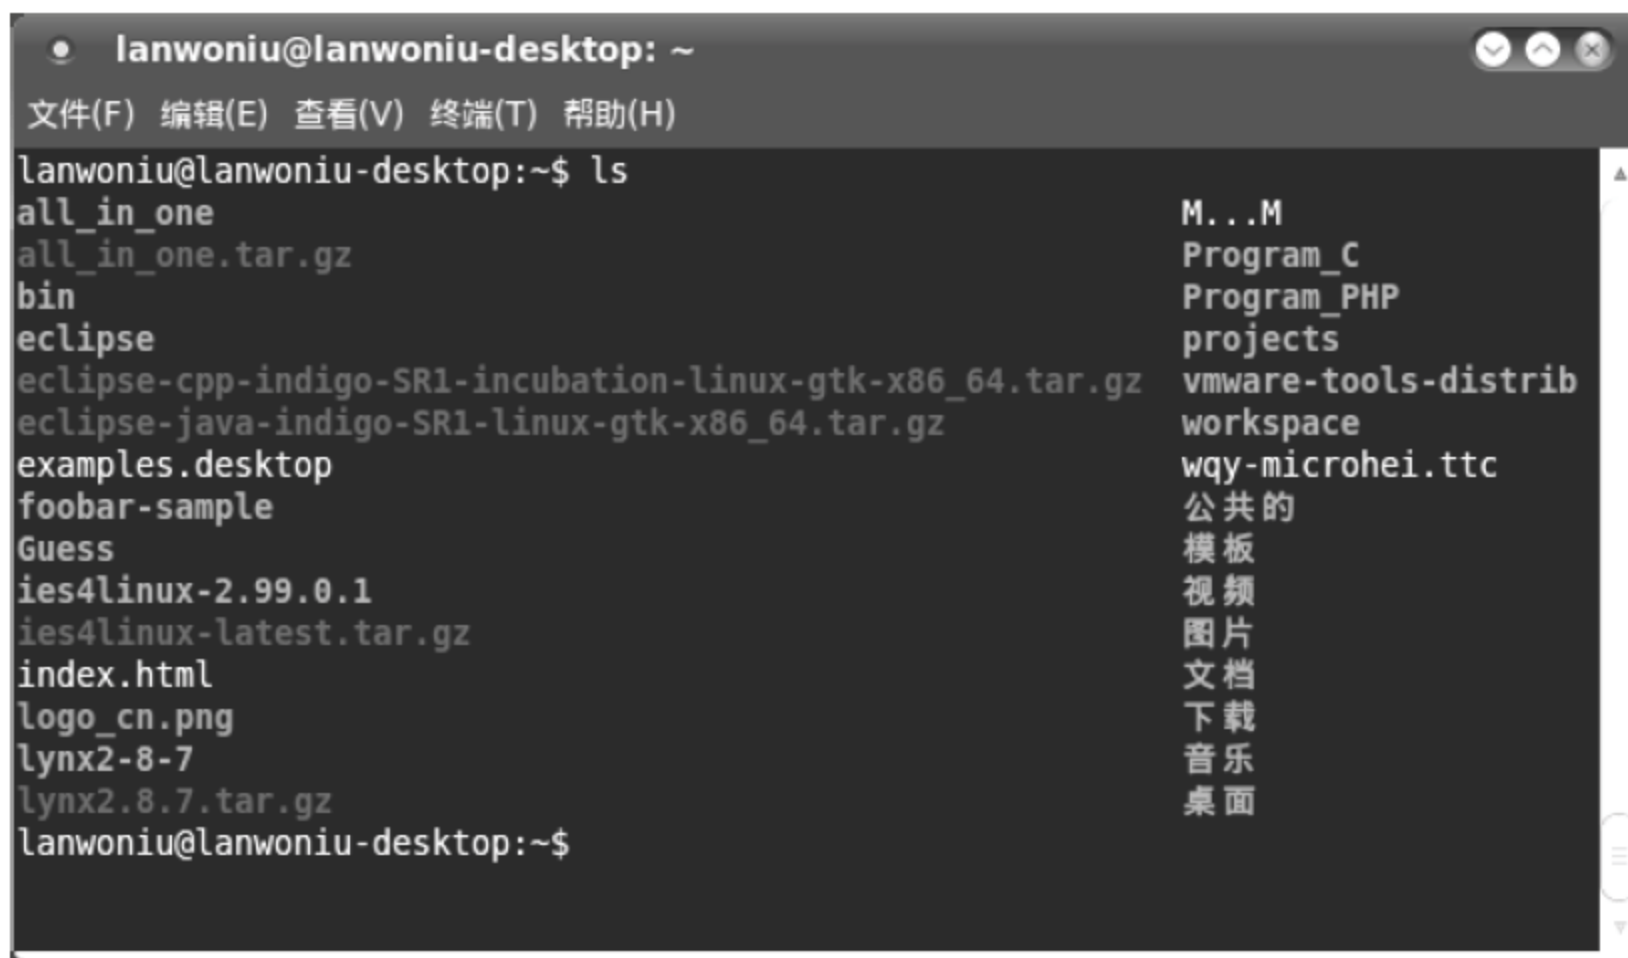 lanwoniu@lanwoniu-desktop: ~
文件(F) 编辑(E) 查看(V) 终端(T) 帮助(H)
lanwoniu@lanwoniu-desktop:~$ ls
all_in_one M...M
all_in_one.tar.gz Program_C
bin Program_PHP
eclipse projects
eclipse-cpp-indigo-SR1-incubation-linux-gtk-x86_64.tar.gz vmware-tools-distrib
eclipse-java-indigo-SR1-linux-gtk-x86_64.tar.gz workspace
examples.desktop wqy-microhei.ttc
foobar-sample 公共的
Guess 模板
ies4linux-2.99.0.1 视频
ies4linux-latest.tar.gz 图片
index.html 文档
logo_cn.png 下载
lynx2-8-7 音乐
lynx2.8.7.tar.gz 桌面
lanwoniu@lanwoniu-desktop:~$